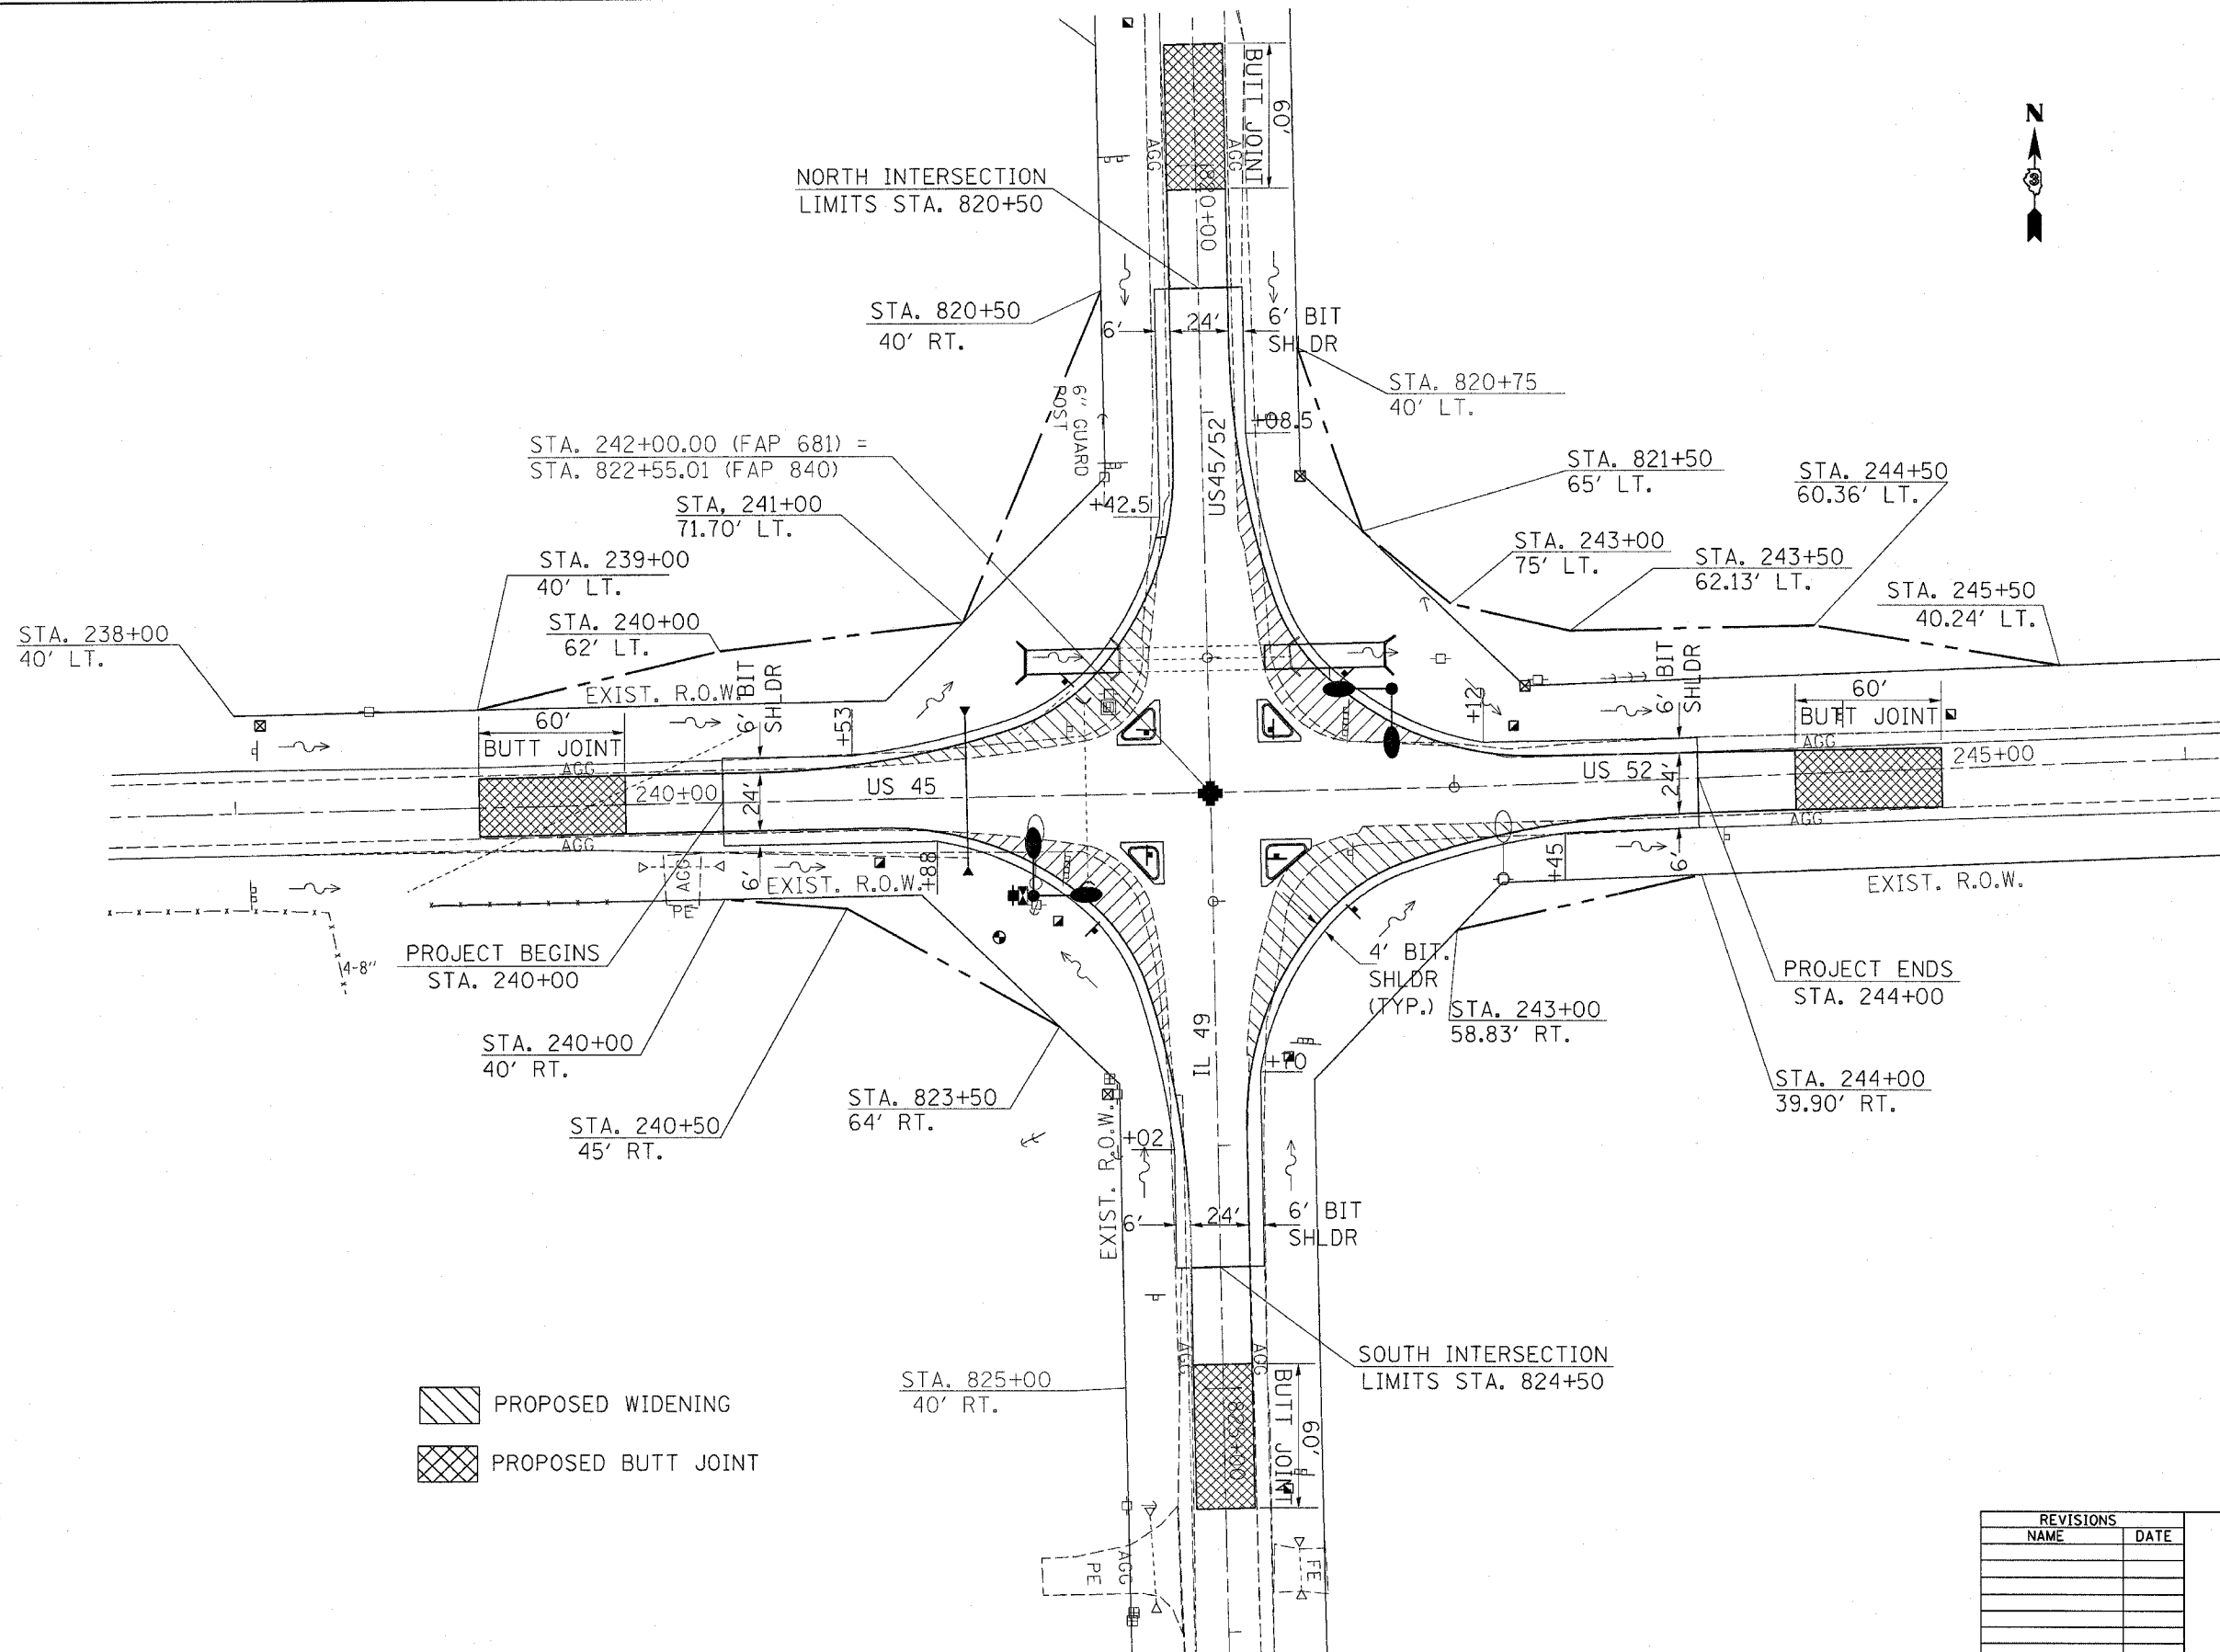 N
BUTT JOINT
60'
AGG
AGG
820+00
NORTH INTERSECTION
LIMITS STA. 820+50
STA. 820+50
40' RT.
6'
24'
6' BIT
SHLDR
6" GUARD
POST
STA. 820+75
40' LT.
+08.5
US45/52
STA. 242+00.00 (FAP 681) =
STA. 822+55.01 (FAP 840)
STA. 821+50
65' LT.
STA. 244+50
60.36' LT.
STA, 241+00
71.70' LT.
+42.5
STA. 243+00
75' LT.
STA. 243+50
62.13' LT.
STA. 239+00
40' LT.
STA. 245+50
40.24' LT.
STA. 240+00
62' LT.
STA. 238+00
40' LT.
EXIST. R.O.W.
6' BIT
SHLDR
+53
60'
BUTT JOINT
AGG
240+00
24'
US 45
+12
6' BIT
SHLDR
60'
BUTT JOINT
AGG
US 52
24'
245+00
AGG
AGG
AGG
PE
6'
EXIST. R.O.W.
+88
+45
6'
EXIST. R.O.W.
4-8"
PROJECT BEGINS
STA. 240+00
4' BIT.
SHLDR
(TYP.)
STA. 243+00
58.83' RT.
PROJECT ENDS
STA. 244+00
STA. 240+00
40' RT.
IL 49
+70
STA. 244+00
39.90' RT.
STA. 240+50
45' RT.
STA. 823+50
64' RT.
+02
EXIST. R.O.W.
6'
24'
6' BIT
SHLDR
SOUTH INTERSECTION
LIMITS STA. 824+50
STA. 825+00
40' RT.
AGG
AGG
BUTT JOINT
60'
825+00
PROPOSED WIDENING
PROPOSED BUTT JOINT
PE
AGG
FE
REVISIONS
NAME DATE